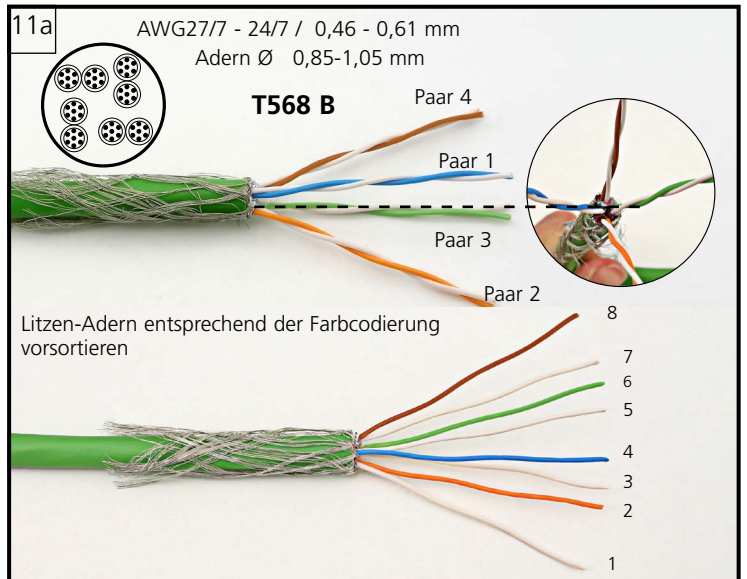 11a
AWG27/7 - 24/7 / 0,46 - 0,61 mm
Adern Ø 0,85-1,05 mm
T568 B
Paar 4
Paar 1
Paar 3
Paar 2
Litzen-Adern entsprechend der Farbcodierung
vorsortieren
8
7
6
5
4
3
2
1